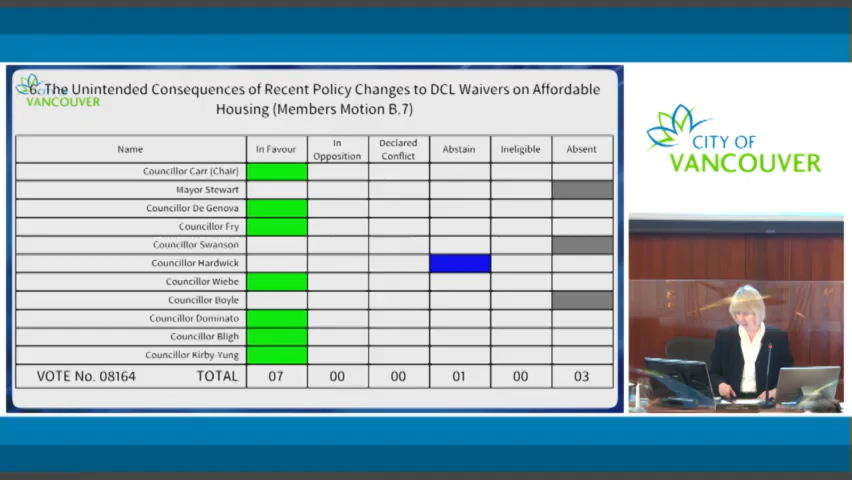 6. The Unintended Consequences of Recent Policy Changes to DCL Waivers on Affordable
Housing (Members Motion B.7)
VANCOUVER
Name In Favour In Opposition Declared Conflict Abstain Ineligible Absent
Councillor Carr (Chair)
Mayor Stewart
Councillor De Genova
Councillor Fry
Councillor Swanson
Councillor Hardwick
Councillor Wiebe
Councillor Boyle
Councillor Dominato
Councillor Bligh
Councillor Kirby-Yung
VOTE No. 08164 TOTAL 07 00 00 01 00 03
CITY OF
VANCOUVER